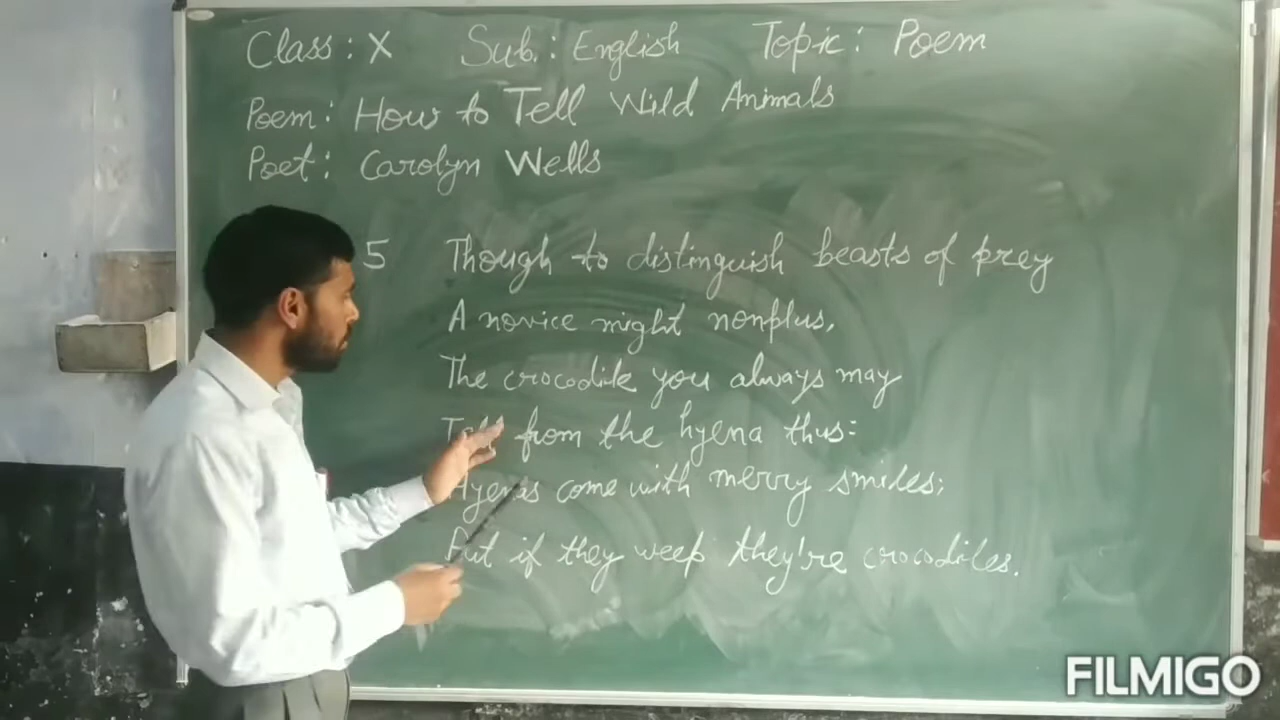 Class : X Sub. : English Topic : Poem
Poem : How to Tell Wild Animals
Poet : Carolyn Wells
5 Though to distinguish beasts of prey
A novice might nonplus,
The crocodile you always may
Tell from the hyena thus :
Hyenas come with merry smiles;
But if they weep they're crocodiles.
FILMIGO